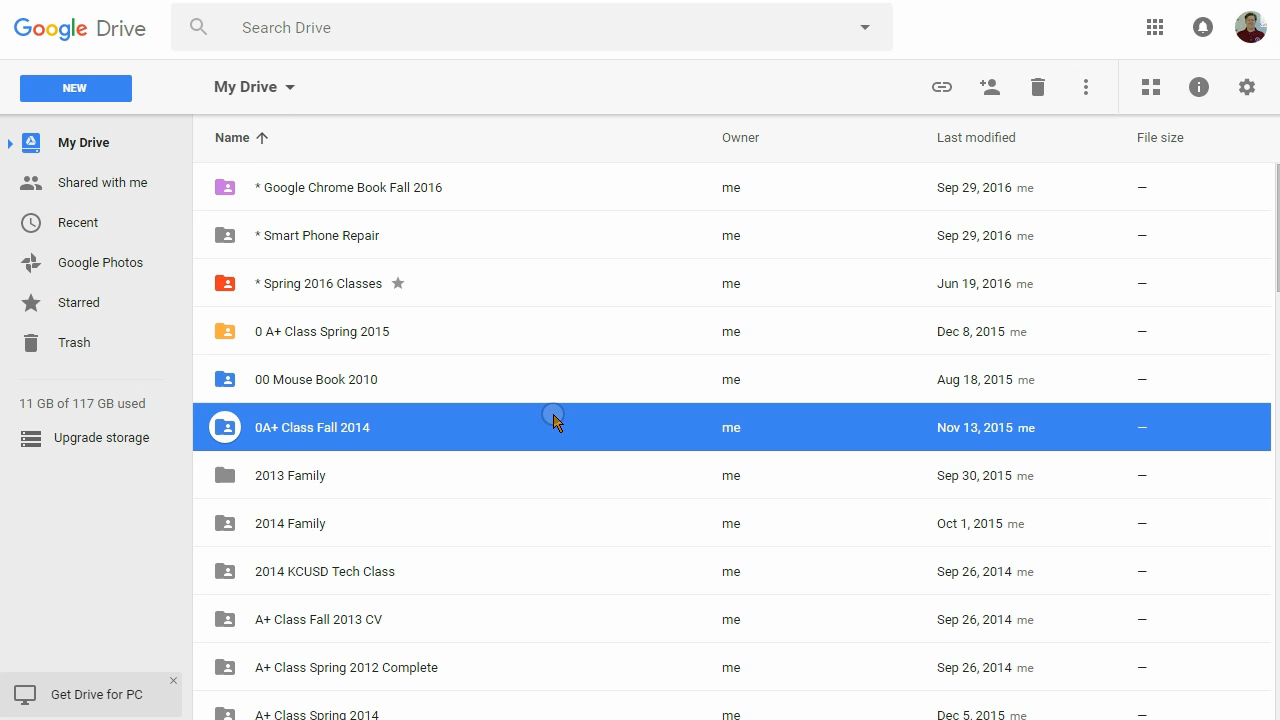 Google Drive
Search Drive
NEW
My Drive
My Drive
Shared with me
Recent
Google Photos
Starred
Trash
11 GB of 117 GB used
Upgrade storage
Get Drive for PC
Name Owner Last modified File size
* Google Chrome Book Fall 2016 me Sep 29, 2016 me —
* Smart Phone Repair me Sep 29, 2016 me —
* Spring 2016 Classes me Jun 19, 2016 me —
0 A+ Class Spring 2015 me Dec 8, 2015 me —
00 Mouse Book 2010 me Aug 18, 2015 me —
0A+ Class Fall 2014 me Nov 13, 2015 me —
2013 Family me Sep 30, 2015 me —
2014 Family me Oct 1, 2015 me —
2014 KCUSD Tech Class me Sep 26, 2014 me —
A+ Class Fall 2013 CV me Sep 26, 2014 me —
A+ Class Spring 2012 Complete me Sep 26, 2014 me —
A+ Class Spring 2014 me Dec 5, 2015 me —